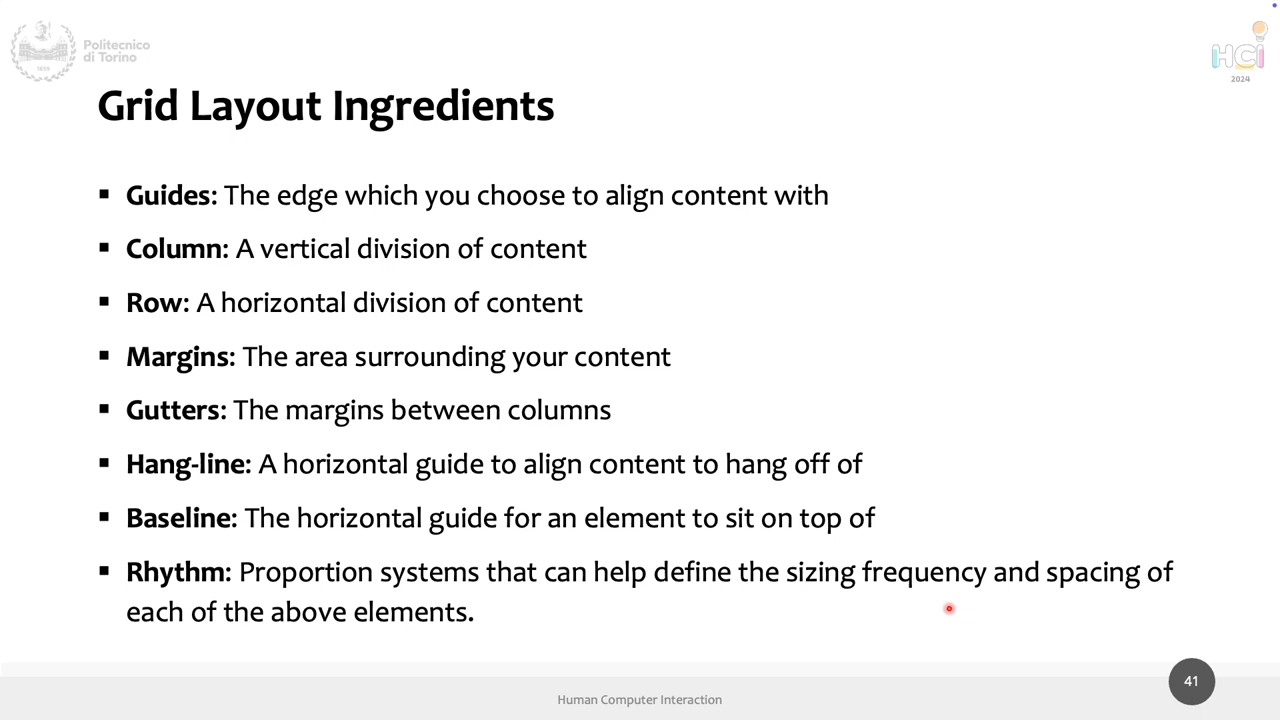 Politecnico
di Torino
1859
HCI
2024
Grid Layout Ingredients
▪ Guides: The edge which you choose to align content with
▪ Column: A vertical division of content
▪ Row: A horizontal division of content
▪ Margins: The area surrounding your content
▪ Gutters: The margins between columns
▪ Hang-line: A horizontal guide to align content to hang off of
▪ Baseline: The horizontal guide for an element to sit on top of
▪ Rhythm: Proportion systems that can help define the sizing frequency and spacing of
each of the above elements.
Human Computer Interaction
41